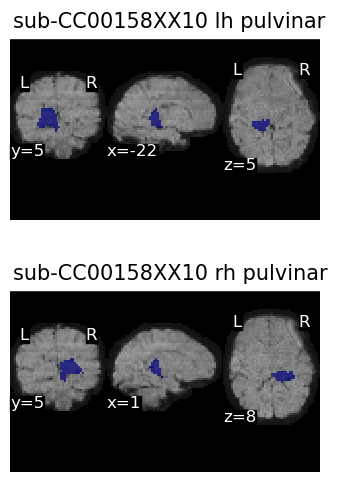 sub-CC00158XX10 lh pulvinar
L R L R
y=5 x=-22 z=5
sub-CC00158XX10 rh pulvinar
L R L R
y=5 x=1 z=8